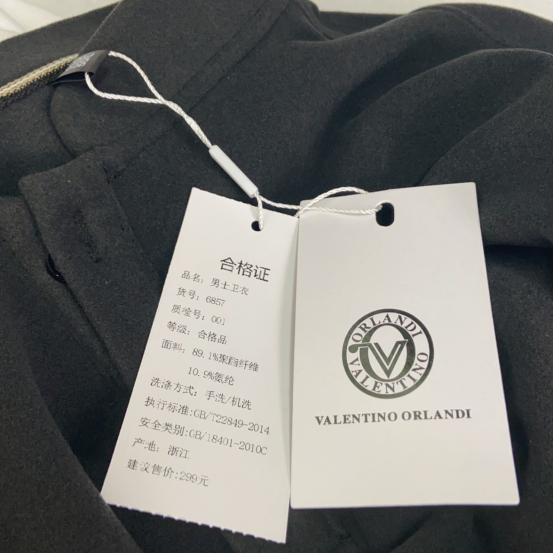 合格证
品名: 男士卫衣
货号: 6857
质检号: 001
等级: 合格品
面料: 89.1%聚酯纤维
10.9%氨纶
洗涤方式: 手洗/机洗
执行标准:GB/T22849-2014
安全类别:GB/18401-2010C
产地: 浙江
建议售价:299元
ORLANDI
VALENTINO
VALENTINO ORLANDI